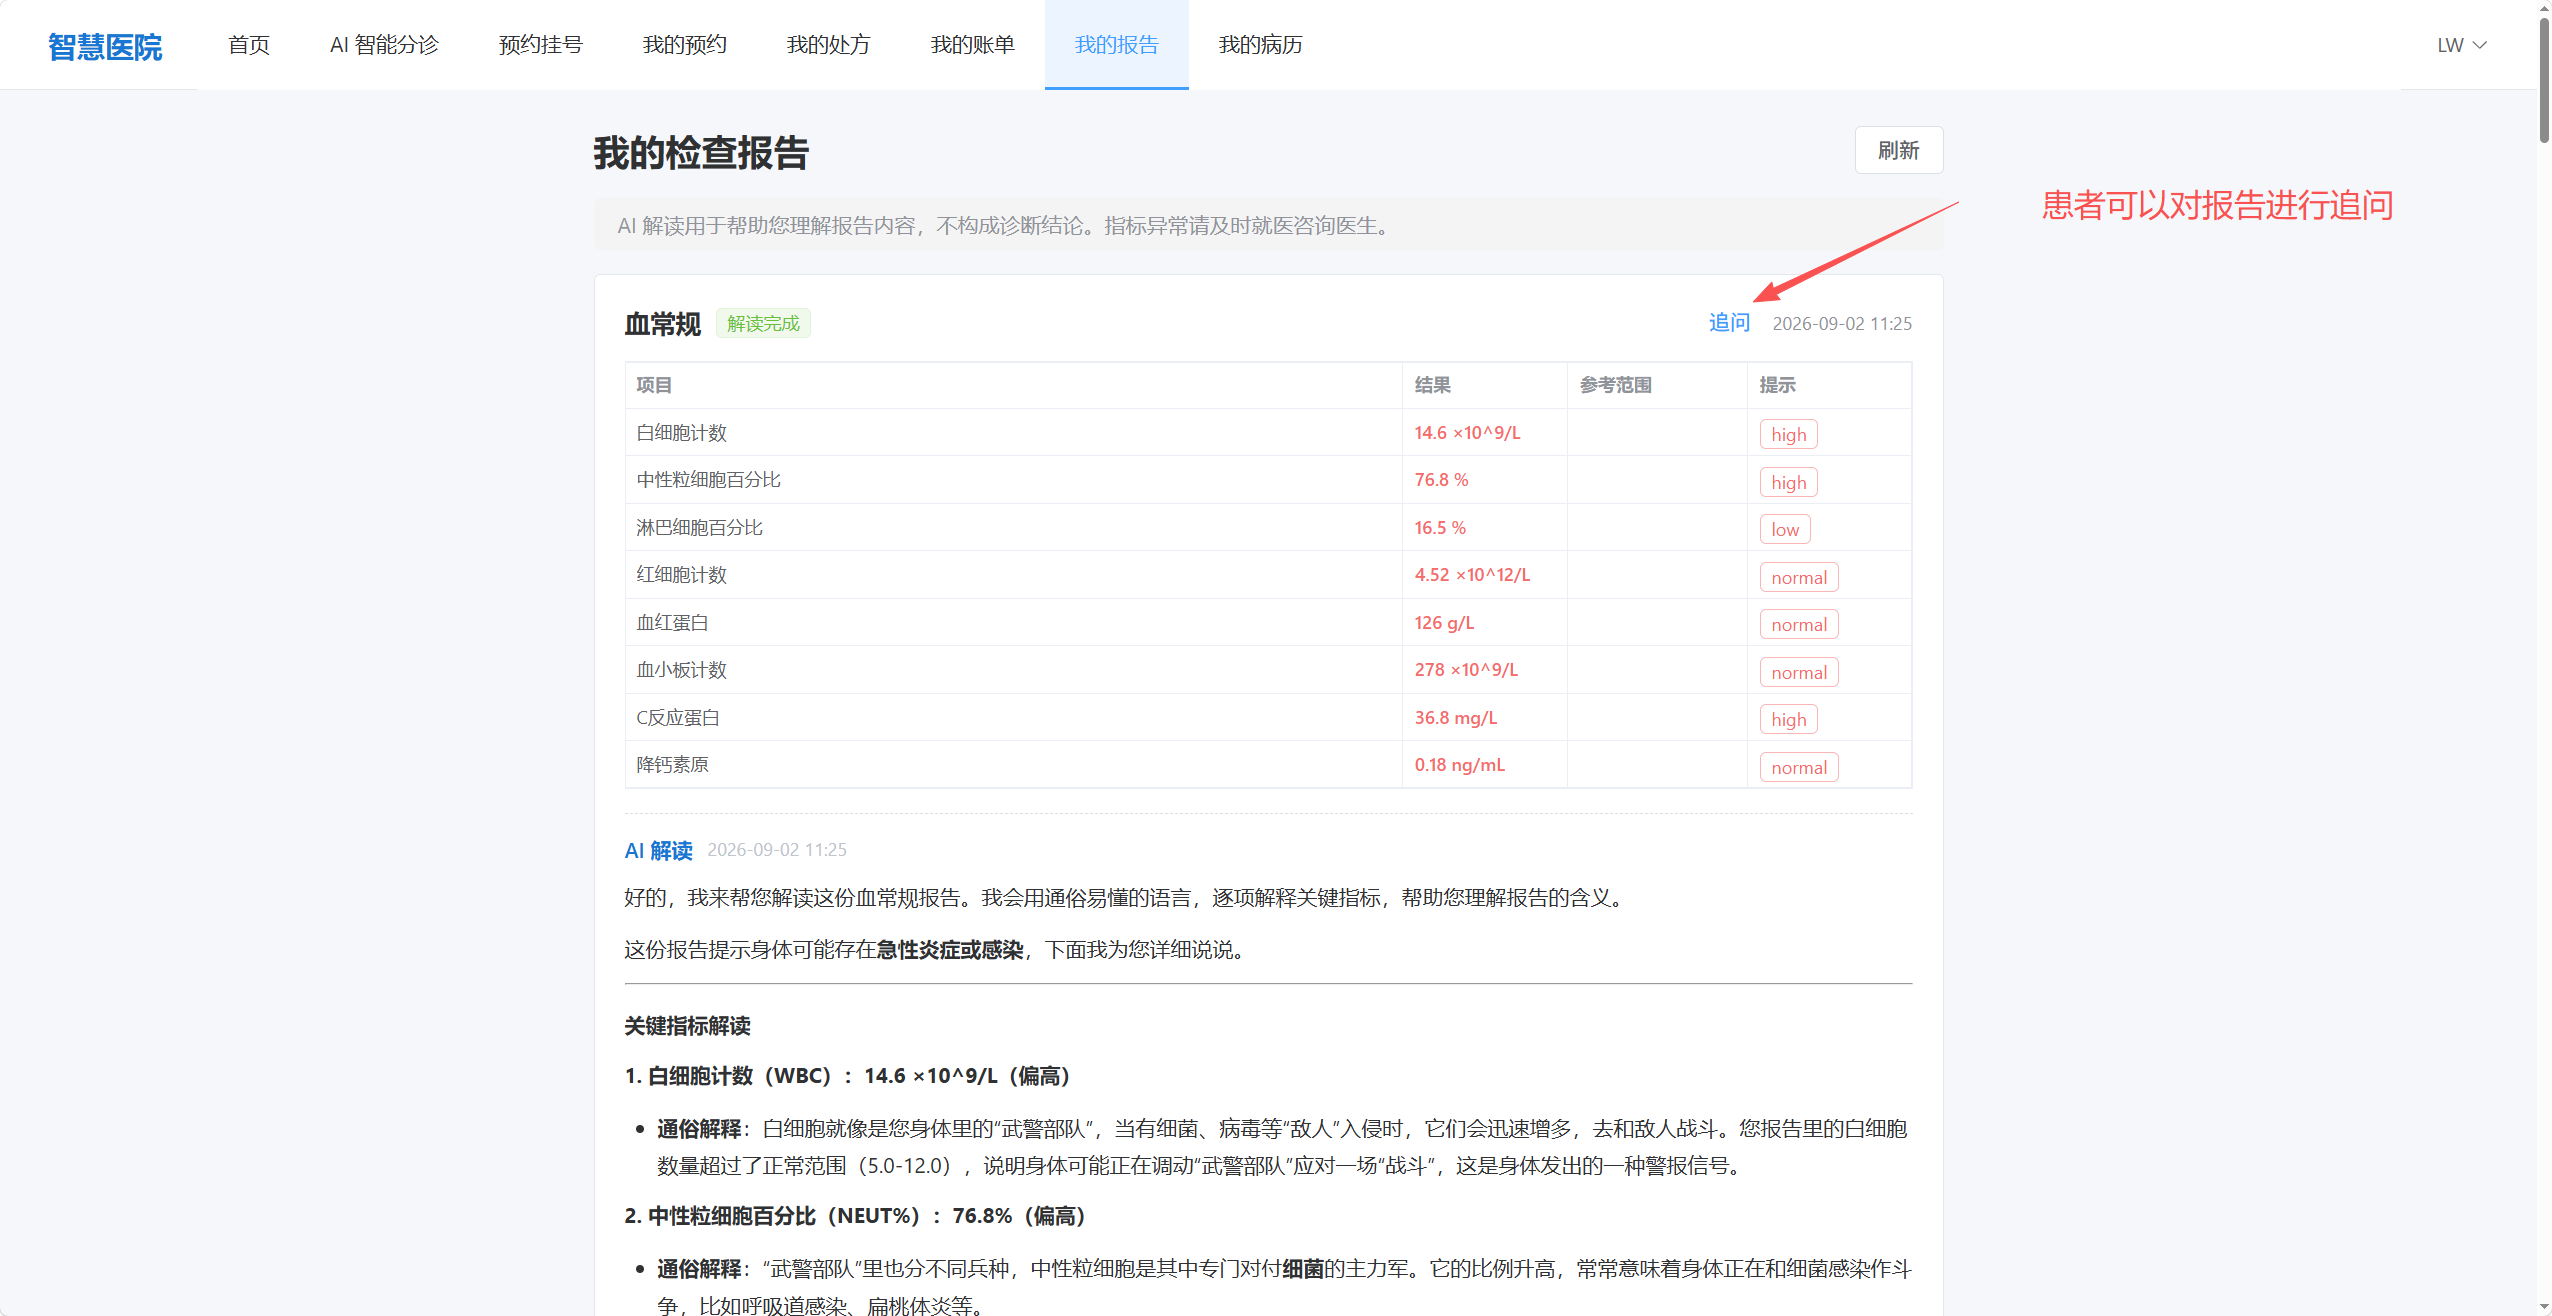 智慧医院 首页 AI 智能分诊 预约挂号 我的预约 我的处方 我的账单 我的报告 我的病历 LW
我的检查报告 刷新
患者可以对报告进行追问
AI 解读用于帮助您理解报告内容，不构成诊断结论。指标异常请及时就医咨询医生。
血常规 解读完成 追问 2026-09-02 11:25
项目 结果 参考范围 提示
白细胞计数 14.6 ×10^9/L high
中性粒细胞百分比 76.8 % high
淋巴细胞百分比 16.5 % low
红细胞计数 4.52 ×10^12/L normal
血红蛋白 126 g/L normal
血小板计数 278 ×10^9/L normal
C反应蛋白 36.8 mg/L high
降钙素原 0.18 ng/mL normal
AI 解读 2026-09-02 11:25
好的，我来帮您解读这份血常规报告。我会用通俗易懂的语言，逐项解释关键指标，帮助您理解报告的含义。
这份报告提示身体可能存在急性炎症或感染，下面我为您详细说说。
关键指标解读
1. 白细胞计数（WBC）：14.6 ×10^9/L（偏高）
• 通俗解释：白细胞就像是您身体里的“武警部队”，当有细菌、病毒等“敌人”入侵时，它们会迅速增多，去和敌人战斗。您报告里的白细胞
数量超过了正常范围（5.0-12.0），说明身体可能正在调动“武警部队”应对一场“战斗”，这是身体发出的一种警报信号。
2. 中性粒细胞百分比（NEUT%）：76.8%（偏高）
• 通俗解释：“武警部队”里也分不同兵种，中性粒细胞是其中专门对付细菌的主力军。它的比例升高，常常意味着身体正在和细菌感染作斗
争，比如呼吸道感染、扁桃体炎等。